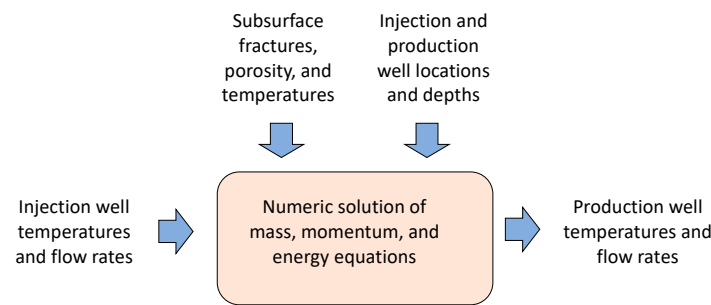 Subsurface
fractures,
porosity, and
temperatures
Injection and
production
well locations
and depths
Injection well
temperatures
and flow rates
Numeric solution of
mass, momentum, and
energy equations
Production well
temperatures and
flow rates